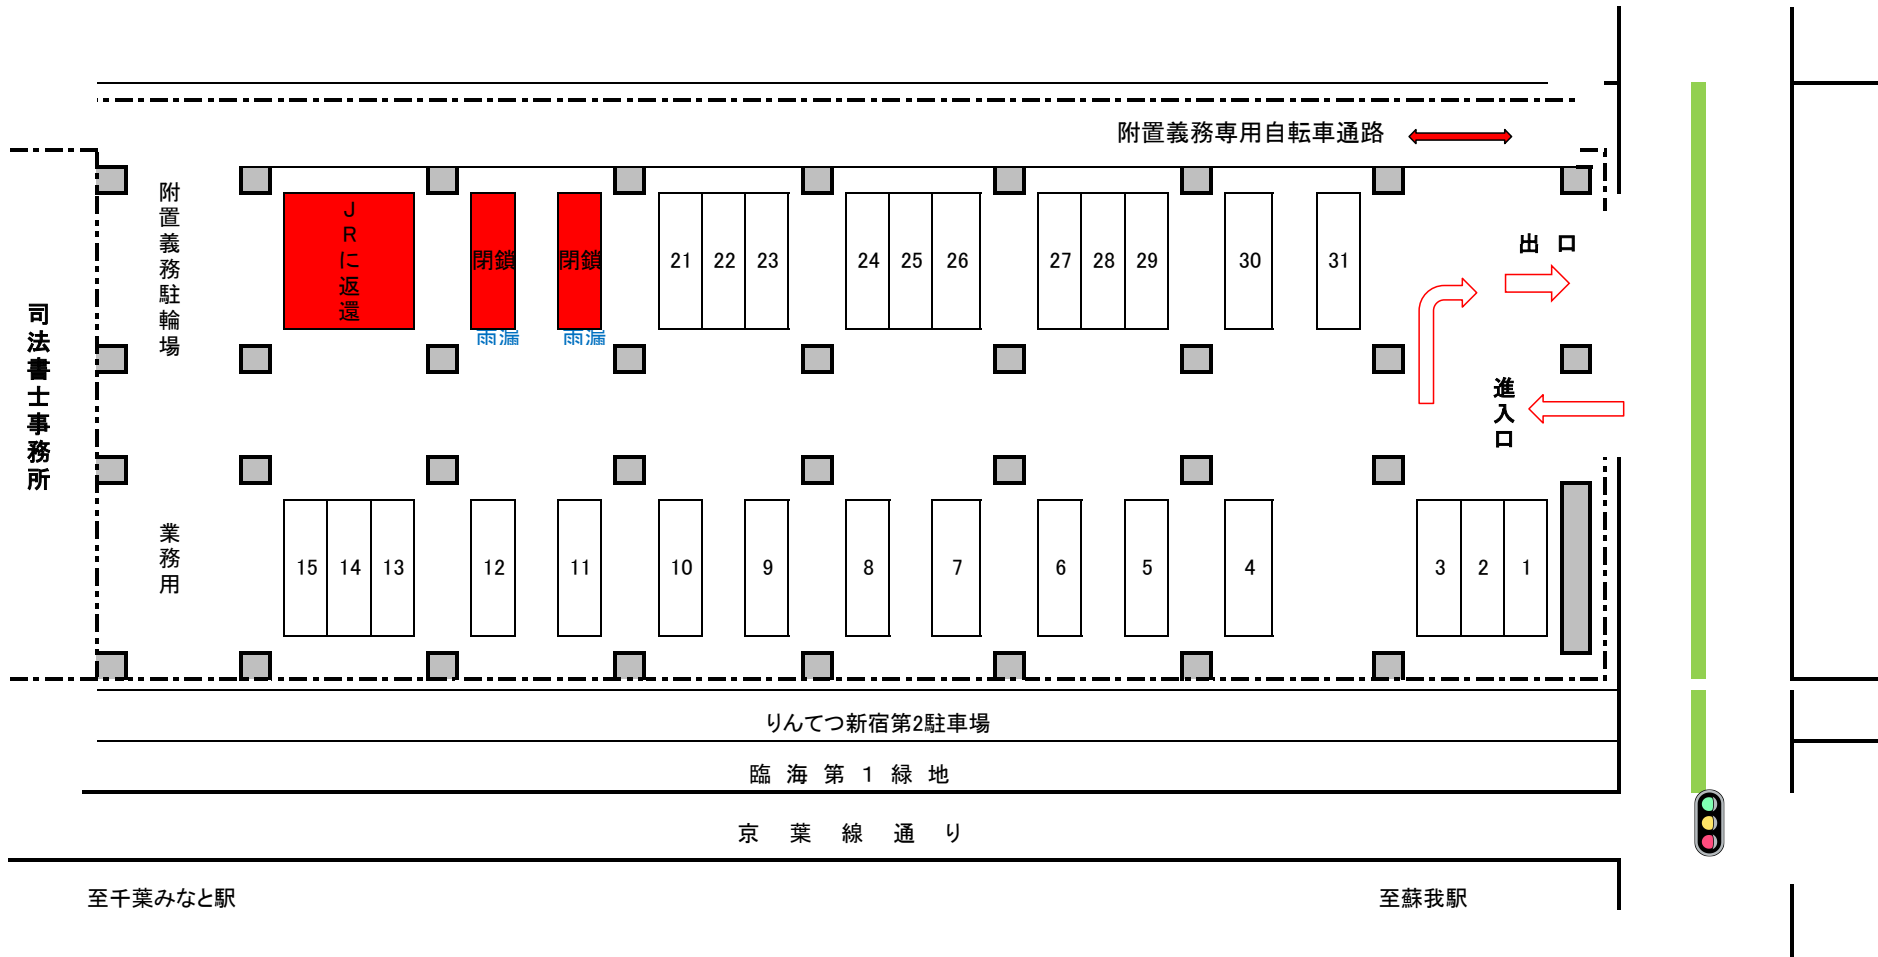 附置義務専用自転車通路
附置義務駐輪場
JRに返還
閉鎖
閉鎖
雨漏
雨漏
21
22
23
24
25
26
27
28
29
30
31
出 口
進入口
司法書士事務所
業務用
15
14
13
12
11
10
9
8
7
6
5
4
3
2
1
りんてつ新宿第2駐車場
臨 海 第 1 緑 地
京 葉 線 通 り
至千葉みなと駅
至蘇我駅